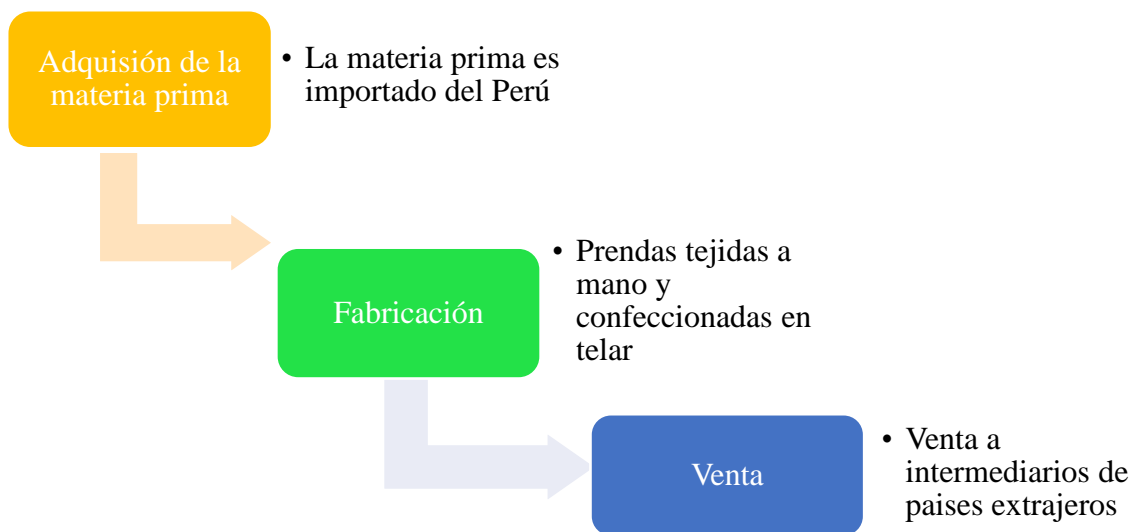 Adquisión de la
materia prima
• La materia prima es
importado del Perú
Fabricación
• Prendas tejidas a
mano y
confeccionadas en
telar
Venta
• Venta a
intermediarios de
paises extrajeros